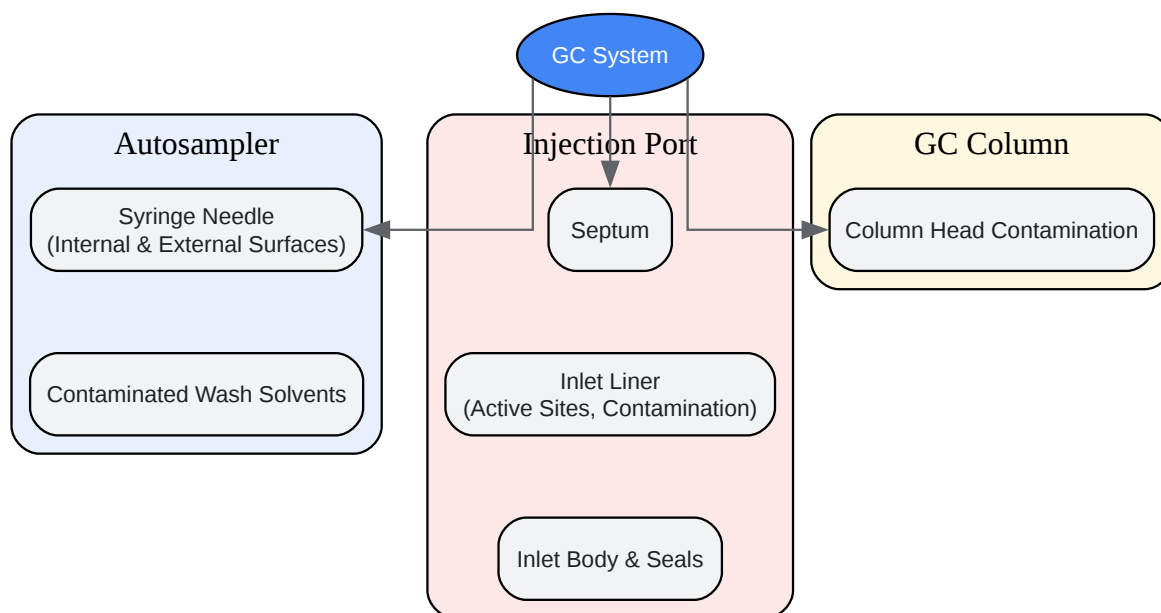 GC System
Autosampler
Injection Port
GC Column
Syringe Needle
(Internal & External Surfaces)
Septum
Column Head Contamination
Contaminated Wash Solvents
Inlet Liner
(Active Sites, Contamination)
Inlet Body & Seals